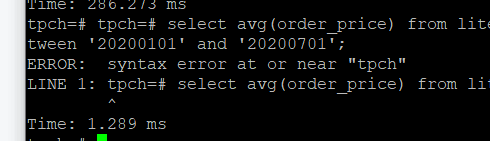 Time: 286.273 ms
tpch=# tpch=# select avg(order_price) from lite
tween '20200101' and '20200701';
ERROR:  syntax error at or near "tpch"
LINE 1: tpch=# select avg(order_price) from lit
        ^
Time: 1.289 ms